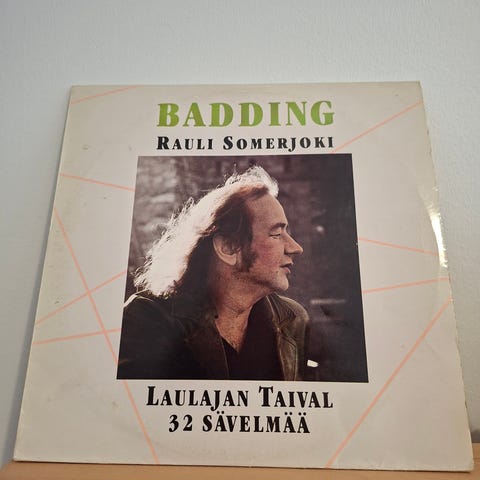 BADDING
RAULI SOMERJOKI
LAULAJAN TAIVAL
32 SÄVELMÄÄ